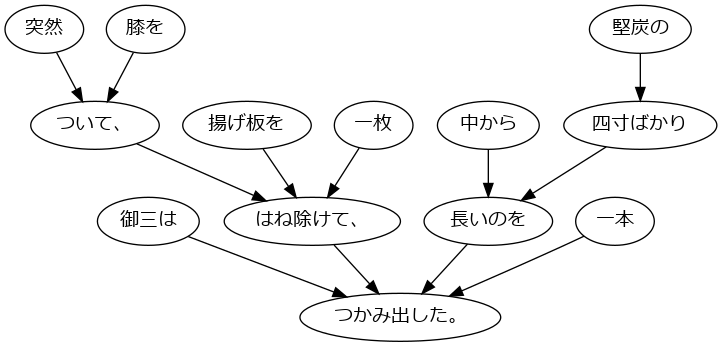 突然
膝を
堅炭の
ついて、
揚げ板を
一枚
中から
四寸ばかり
御三は
はね除けて、
長いのを
一本
つかみ出した。